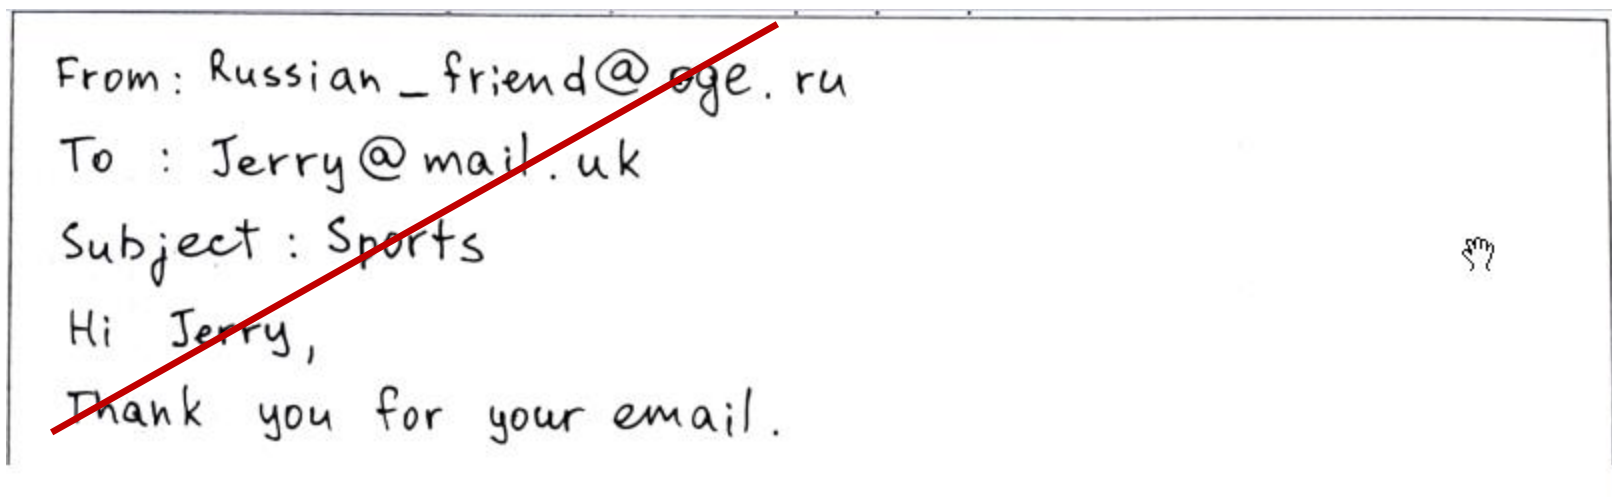 From: Russian_friend@oge.ru
To : Jerry@mail.uk
Subject : Sports
Hi Jerry,
Thank you for your email.